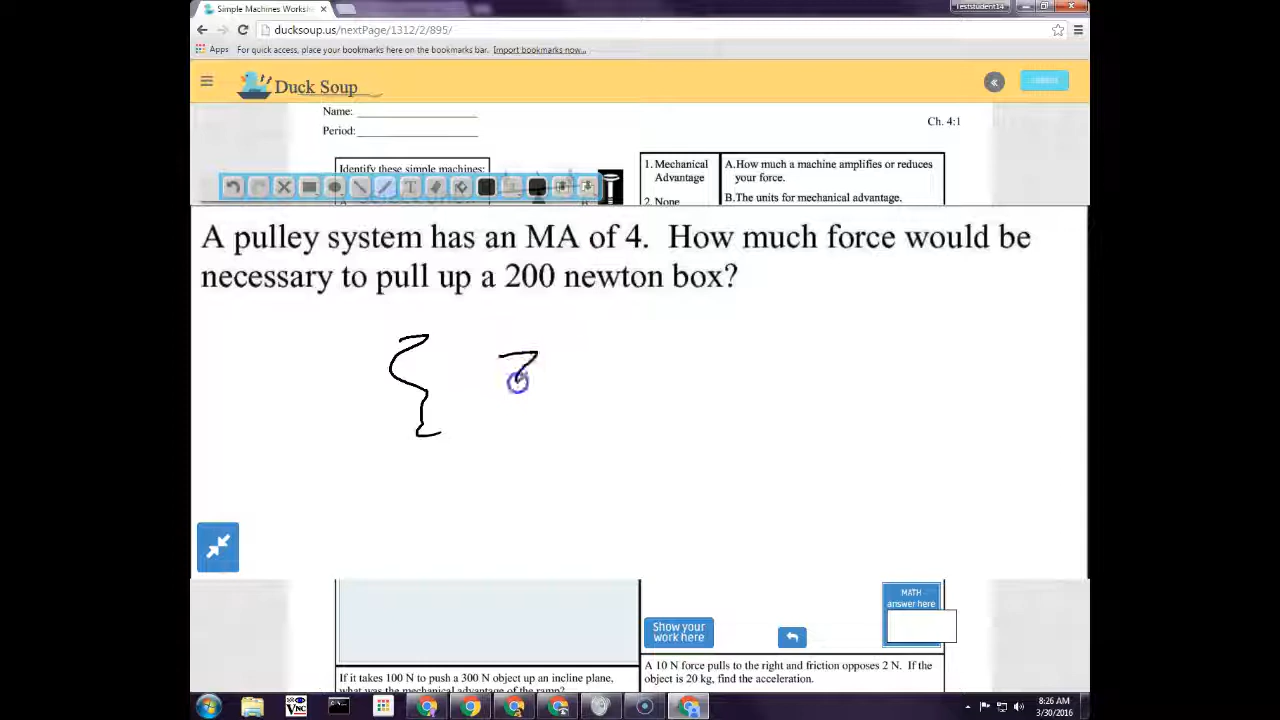 Simple Machines Worksh
Teststudent14
ducksoup.us/nextPage/1312/2/895/
Apps For quick access, place your bookmarks here on the bookmarks bar. Import bookmarks now...
Duck Soup
Name:
Period:
Ch. 4:1
Identify these simple machines:
1. Mechanical Advantage
A.How much a machine amplifies or reduces your force.
2. None
B.The units for mechanical advantage.
A pulley system has an MA of 4. How much force would be
necessary to pull up a 200 newton box?
MATH
answer here
Show your
work here
If it takes 100 N to push a 300 N object up an incline plane,
what was the mechanical advantage of the ramp?
A 10 N force pulls to the right and friction opposes 2 N. If the
object is 20 kg, find the acceleration.
8:26 AM
3/30/2016